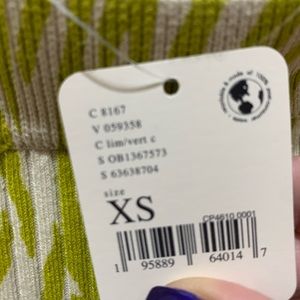 C 8167
V 059358
C lim/vert c
S OB1367573
S 63638704
size
XS
CP4610.0001
1 95889 64014 7